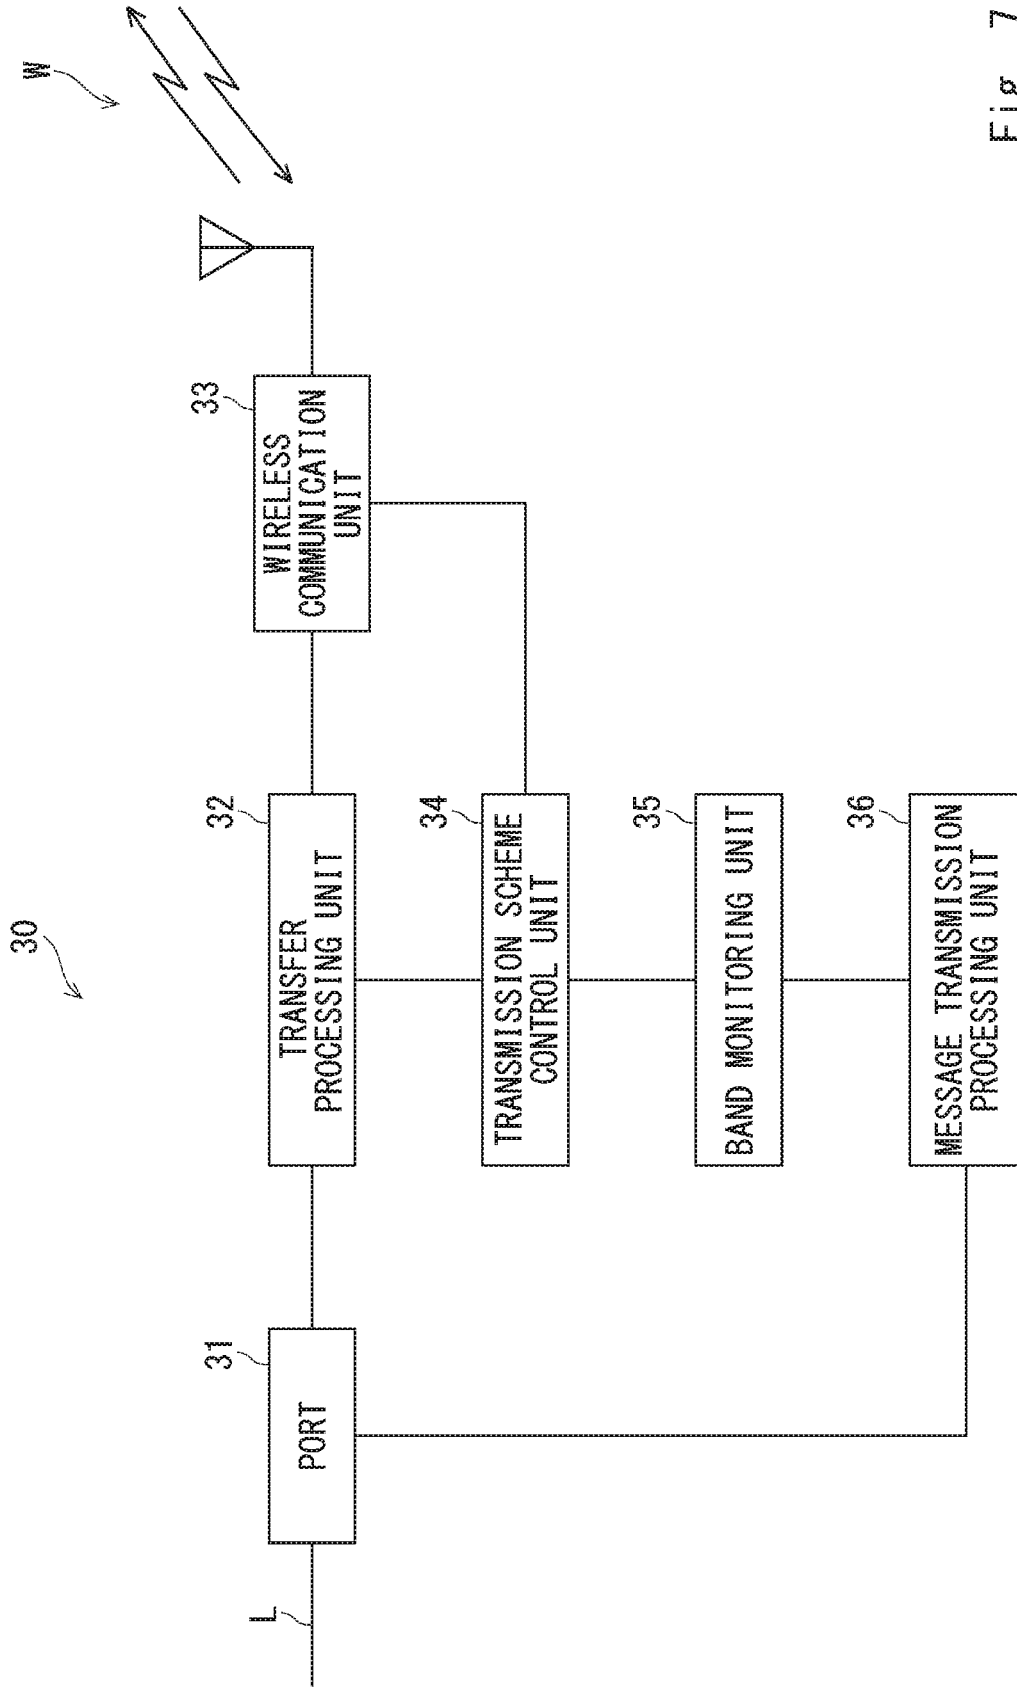 30
W
L
31
PORT
32
TRANSFER
PROCESSING UNIT
33
WIRELESS
COMMUNICATION
UNIT
34
TRANSMISSION SCHEME
CONTROL UNIT
35
BAND MONITORING UNIT
36
MESSAGE TRANSMISSION
PROCESSING UNIT
Fig. 7